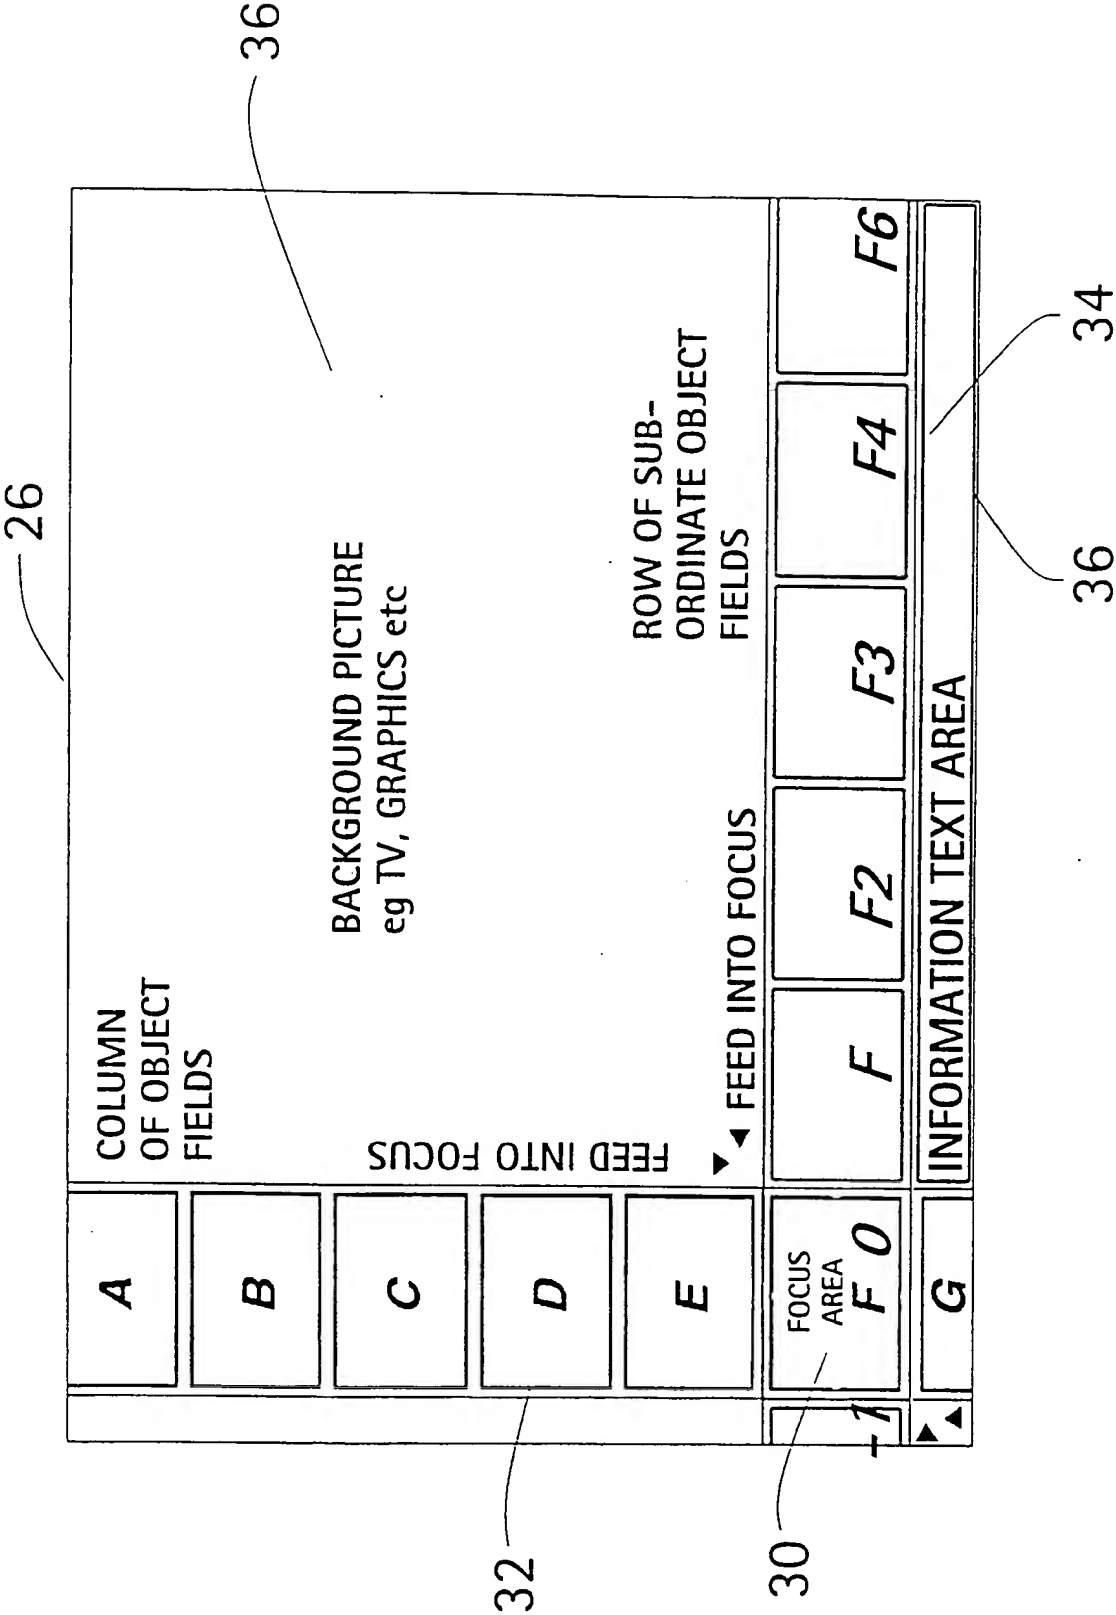 26
36
COLUMN
OF OBJECT
FIELDS
A
B
C
D
E
BACKGROUND PICTURE
eg TV, GRAPHICS etc
FEED INTO FOCUS
ROW OF SUB-
ORDINATE OBJECT
FIELDS
FEED INTO FOCUS
32
-1
FOCUS
AREA
F 0
F
F2
F3
F4
F6
G
INFORMATION TEXT AREA
30
36
34